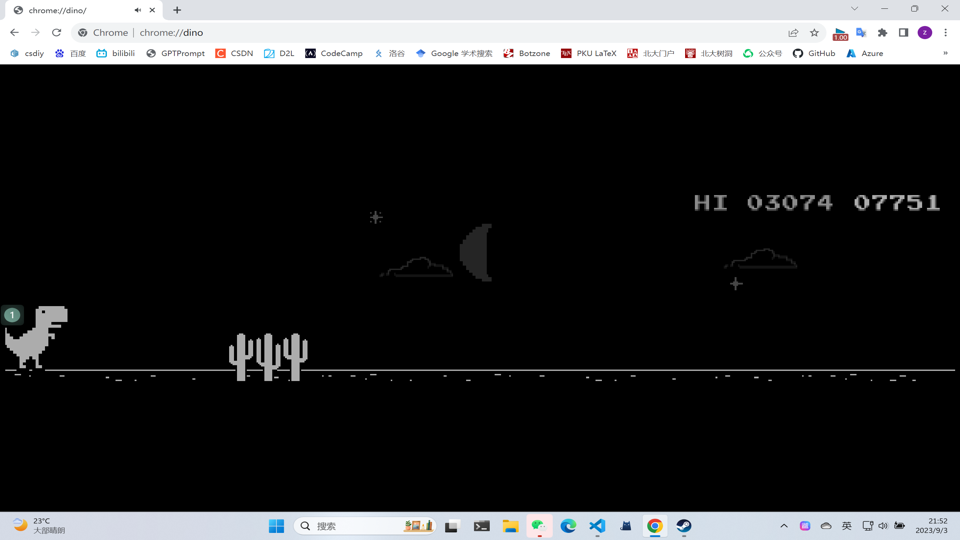 chrome://dino/
Chrome | chrome://dino
1.00
z
csdiy 百度 bilibili GPTPrompt CSDN D2L CodeCamp 洛谷 Google 学术搜索 Botzone PKU LaTeX 北大门户 北大树洞 公众号 GitHub Azure »
HI 03074 07751
1
23°C
大部晴朗
搜索
英
21:52
2023/9/3